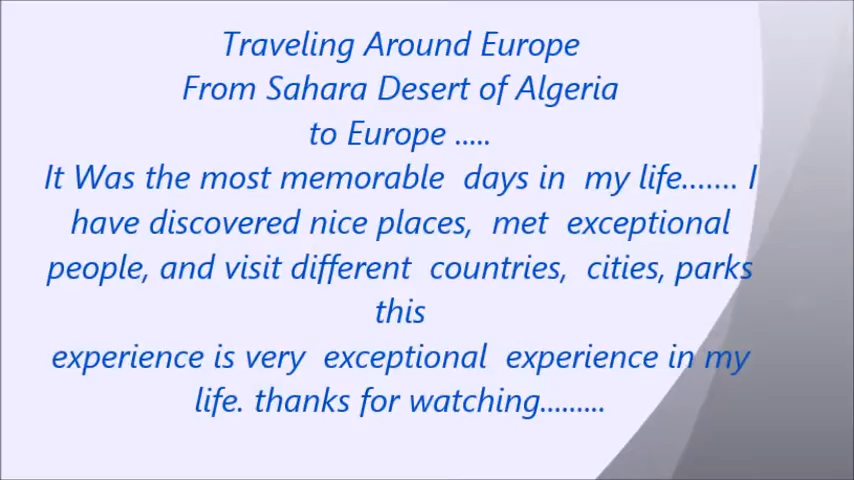 Traveling Around Europe
From Sahara Desert of Algeria
to Europe .....
It Was the most memorable  days in  my life....... I
have discovered nice places,  met  exceptional
people, and visit different  countries,  cities, parks
this
experience is very  exceptional  experience in my
life. thanks for watching.........